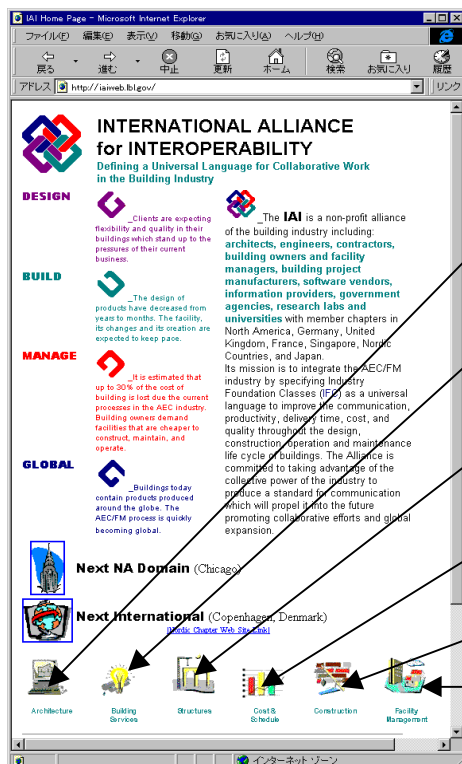 IAI Home Page - Microsoft Internet Explorer
ファイル(F) 編集(E) 表示(V) 移動(G) お気に入り(A) ヘルプ(H)
戻る 進む 中止 更新 ホーム 検索 お気に入り 履歴
アドレス http://iaiweb.lbl.gov/ リンク
INTERNATIONAL ALLIANCE
for INTEROPERABILITY
Defining a Universal Language for Collaborative Work
in the Building Industry
DESIGN
_Clients are expecting
flexibility and quality in their
buildings which stand up to the
pressures of their current
business.
BUILD
_The design of
products have decreased from
years to months. The facility,
its changes and its creation are
expected to keep pace.
MANAGE
_It is estimated that
up to 30% of the cost of
building is lost due the current
processes in the AEC industry.
Building owners demand
facilities that are cheaper to
construct, maintain, and
operate.
GLOBAL
_Buildings today
contain products produced
around the globe. The
AEC/FM process is quickly
becoming global.
_The IAI is a non-profit alliance
of the building industry including:
architects, engineers, contractors,
building owners and facility
managers, building project
manufacturers, software vendors,
information providers, government
agencies, research labs and
universities with member chapters in
North America, Germany, United
Kingdom, France, Singapore, Nordic
Countries, and Japan.
Its mission is to integrate the AEC/FM
industry by specifying Industry
Foundation Classes (IFC) as a universal
language to improve the communication,
productivity, delivery time, cost, and
quality throughout the design,
construction, operation and maintenance
life cycle of buildings. The Alliance is
committed to taking advantage of the
collective power of the industry to
produce a standard for communication
which will propel it into the future
promoting collaborative efforts and global
expansion.
Next NA Domain (Chicago)
Next International (Copenhagen, Denmark)
[Nordic Chapter Web Site Link]
Architecture
Building
Services
Structures
Cost &
Schedule
Construction
Facility
Management
インターネット ゾーン